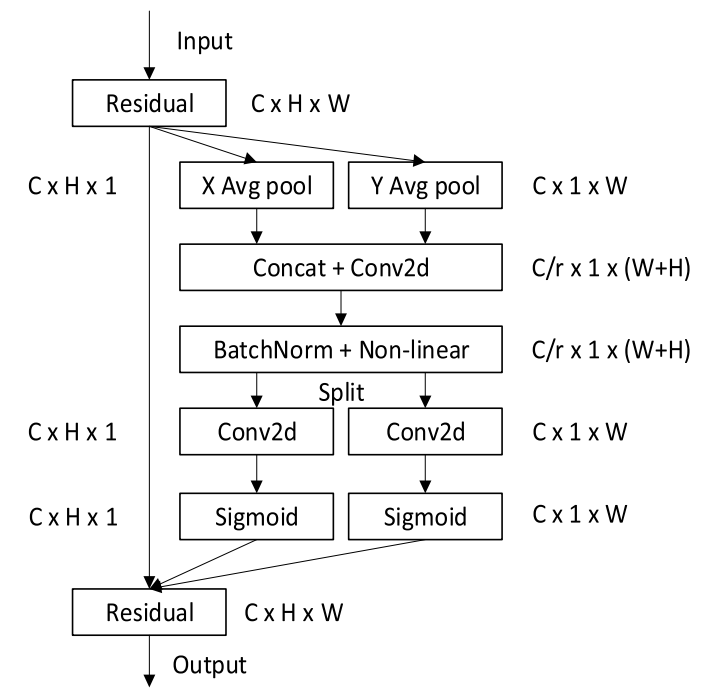 Input
Residual C x H x W
C x H x 1 X Avg pool Y Avg pool C x 1 x W
Concat + Conv2d C/r x 1 x (W+H)
BatchNorm + Non-linear C/r x 1 x (W+H)
Split
C x H x 1 Conv2d Conv2d C x 1 x W
C x H x 1 Sigmoid Sigmoid C x 1 x W
Residual C x H x W
Output